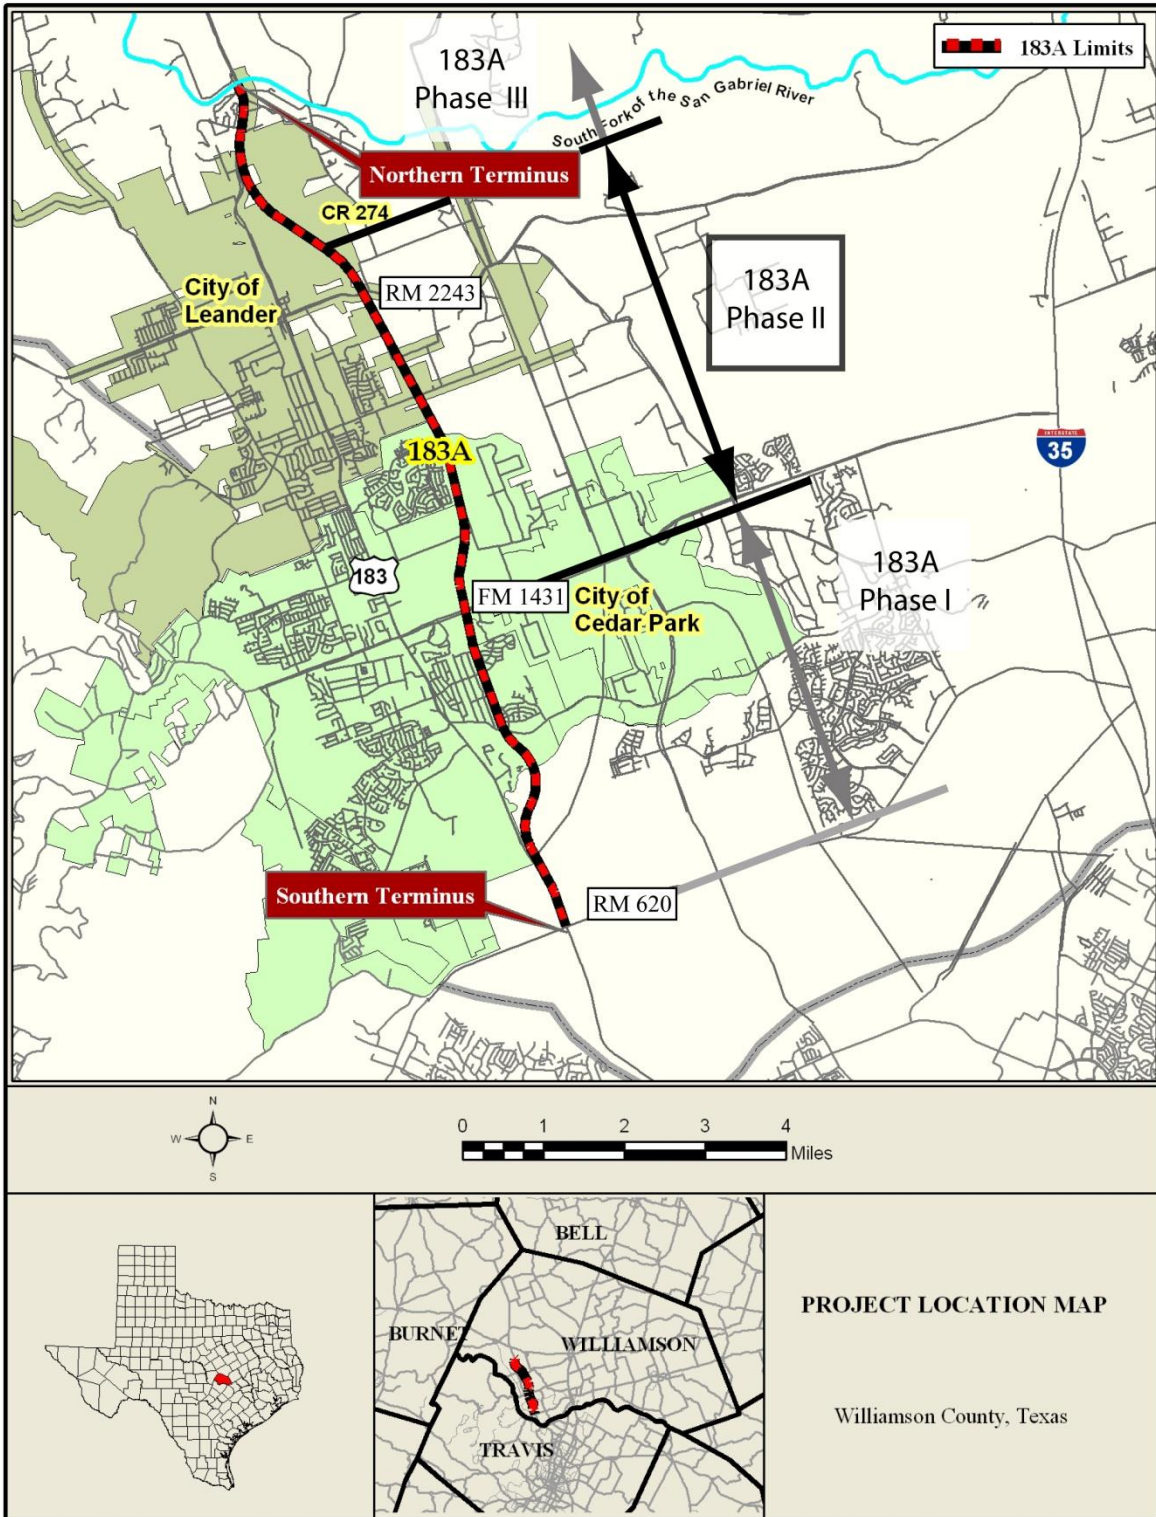 183A
Phase III
183A Limits
South Fork of the San Gabriel River
Northern Terminus
CR 274
City of
Leander
RM 2243
183A
Phase II
183A
INTERSTATE
35
183
FM 1431
City of
Cedar Park
183A
Phase I
Southern Terminus
RM 620
N
W E
S
0 1 2 3 4
Miles
BELL
BURNET
WILLIAMSON
TRAVIS
PROJECT LOCATION MAP
Williamson County, Texas